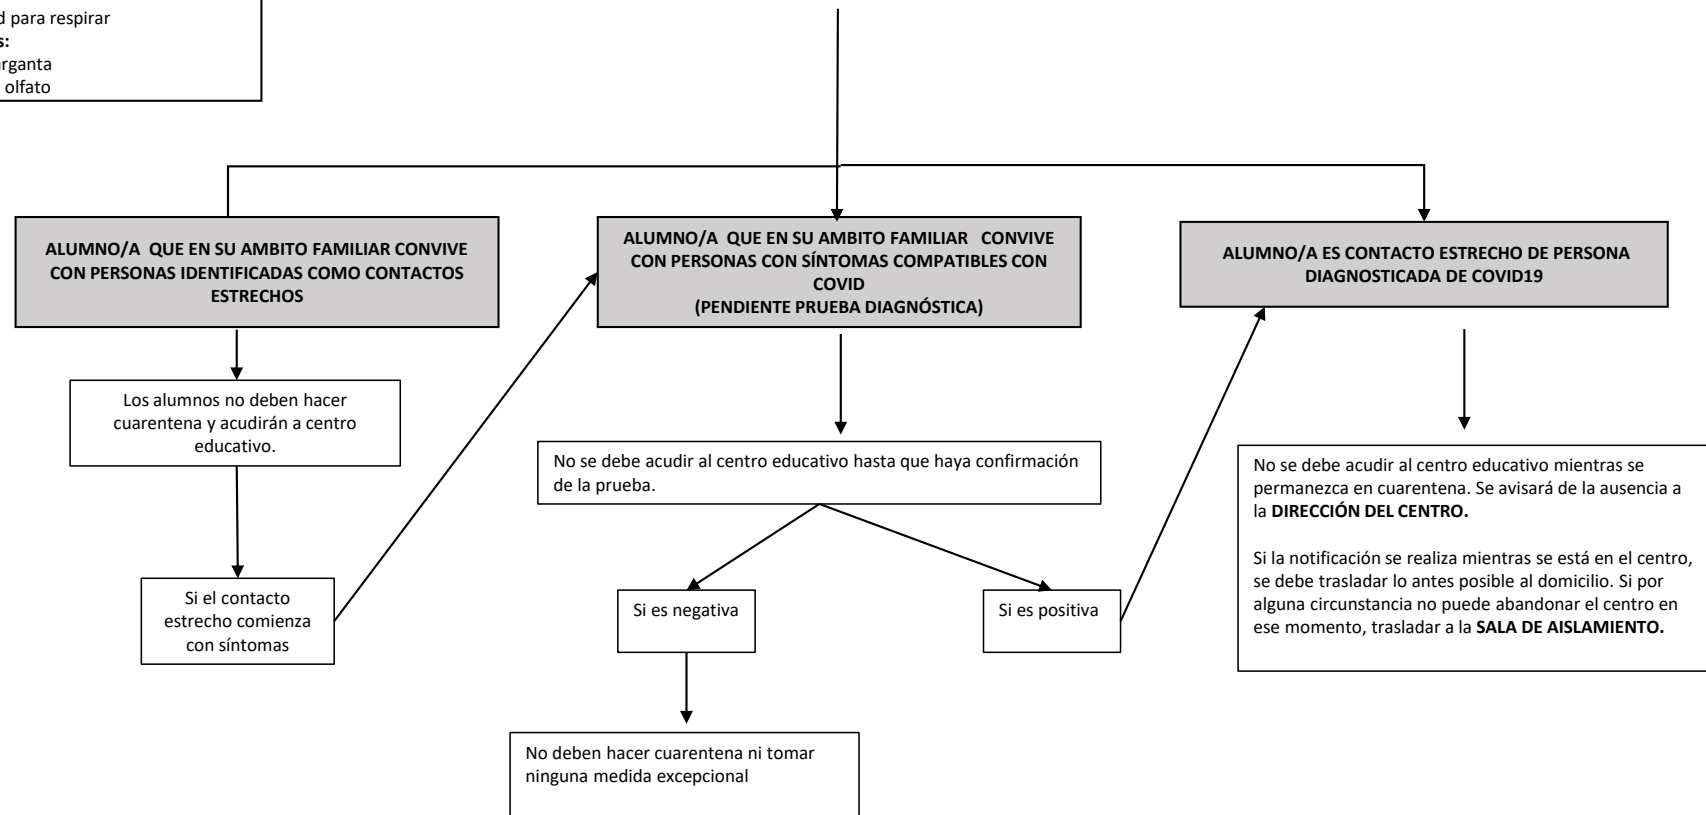 para respirar
olfato
ALUMNO/A QUE EN SU AMBITO FAMILIAR CONVIVE
CON PERSONAS IDENTIFICADAS COMO CONTACTOS
ESTRECHOS
ALUMNO/A QUE EN SU AMBITO FAMILIAR CONVIVE
CON PERSONAS CON SÍNTOMAS COMPATIBLES CON
COVID
(PENDIENTE PRUEBA DIAGNÓSTICA)
ALUMNO/A ES CONTACTO ESTRECHO DE PERSONA
DIAGNOSTICADA DE COVID19
Los alumnos no deben hacer
cuarentena y acudirán a centro
educativo.
No se debe acudir al centro educativo hasta que haya confirmación
de la prueba.
No se debe acudir al centro educativo mientras se
permanezca en cuarentena. Se avisará de la ausencia a
la DIRECCIÓN DEL CENTRO.
Si la notificación se realiza mientras se está en el centro,
se debe trasladar lo antes posible al domicilio. Si por
alguna circunstancia no puede abandonar el centro en
ese momento, trasladar a la SALA DE AISLAMIENTO.
Si el contacto
estrecho comienza
con síntomas
Si es negativa
Si es positiva
No deben hacer cuarentena ni tomar
ninguna medida excepcional